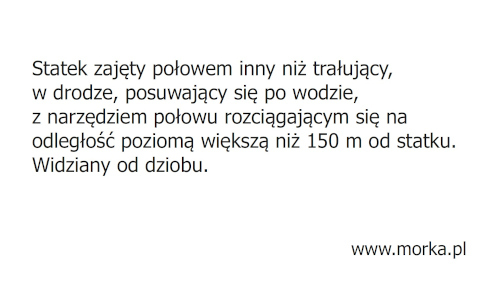 Statek zajęty połowem inny niż trałujący,
w drodze, posuwający się po wodzie,
z narzędziem połowu rozciągającym się na
odległość poziomą większą niż 150 m od statku.
Widziany od dziobu.
www.morka.pl